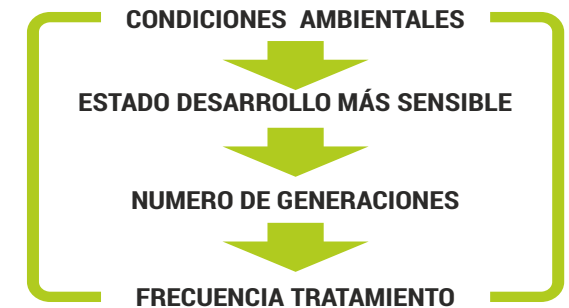 CONDICIONES AMBIENTALES
ESTADO DESARROLLO MÁS SENSIBLE
NUMERO DE GENERACIONES
FRECUENCIA TRATAMIENTO